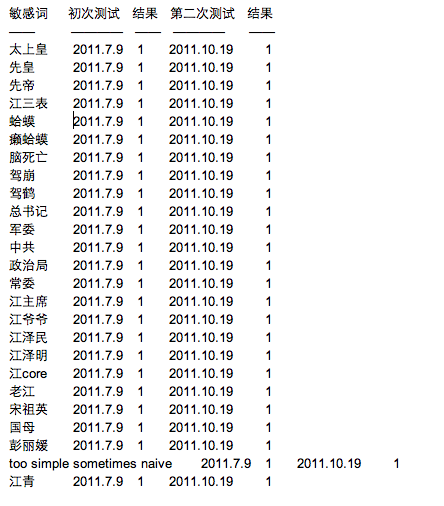 敏感词 初次测试 结果 第二次测试 结果
—— ———— —— ———— ——
太上皇 2011.7.9 1 2011.10.19 1
先皇 2011.7.9 1 2011.10.19 1
先帝 2011.7.9 1 2011.10.19 1
江三表 2011.7.9 1 2011.10.19 1
蛤蟆 2011.7.9 1 2011.10.19 1
癞蛤蟆 2011.7.9 1 2011.10.19 1
脑死亡 2011.7.9 1 2011.10.19 1
驾崩 2011.7.9 1 2011.10.19 1
驾鹤 2011.7.9 1 2011.10.19 1
总书记 2011.7.9 1 2011.10.19 1
军委 2011.7.9 1 2011.10.19 1
中共 2011.7.9 1 2011.10.19 1
政治局 2011.7.9 1 2011.10.19 1
常委 2011.7.9 1 2011.10.19 1
江主席 2011.7.9 1 2011.10.19 1
江爷爷 2011.7.9 1 2011.10.19 1
江泽民 2011.7.9 1 2011.10.19 1
江泽明 2011.7.9 1 2011.10.19 1
江core 2011.7.9 1 2011.10.19 1
老江 2011.7.9 1 2011.10.19 1
宋祖英 2011.7.9 1 2011.10.19 1
国母 2011.7.9 1 2011.10.19 1
彭丽媛 2011.7.9 1 2011.10.19 1
too simple sometimes naive 2011.7.9 1 2011.10.19 1
江青 2011.7.9 1 2011.10.19 1